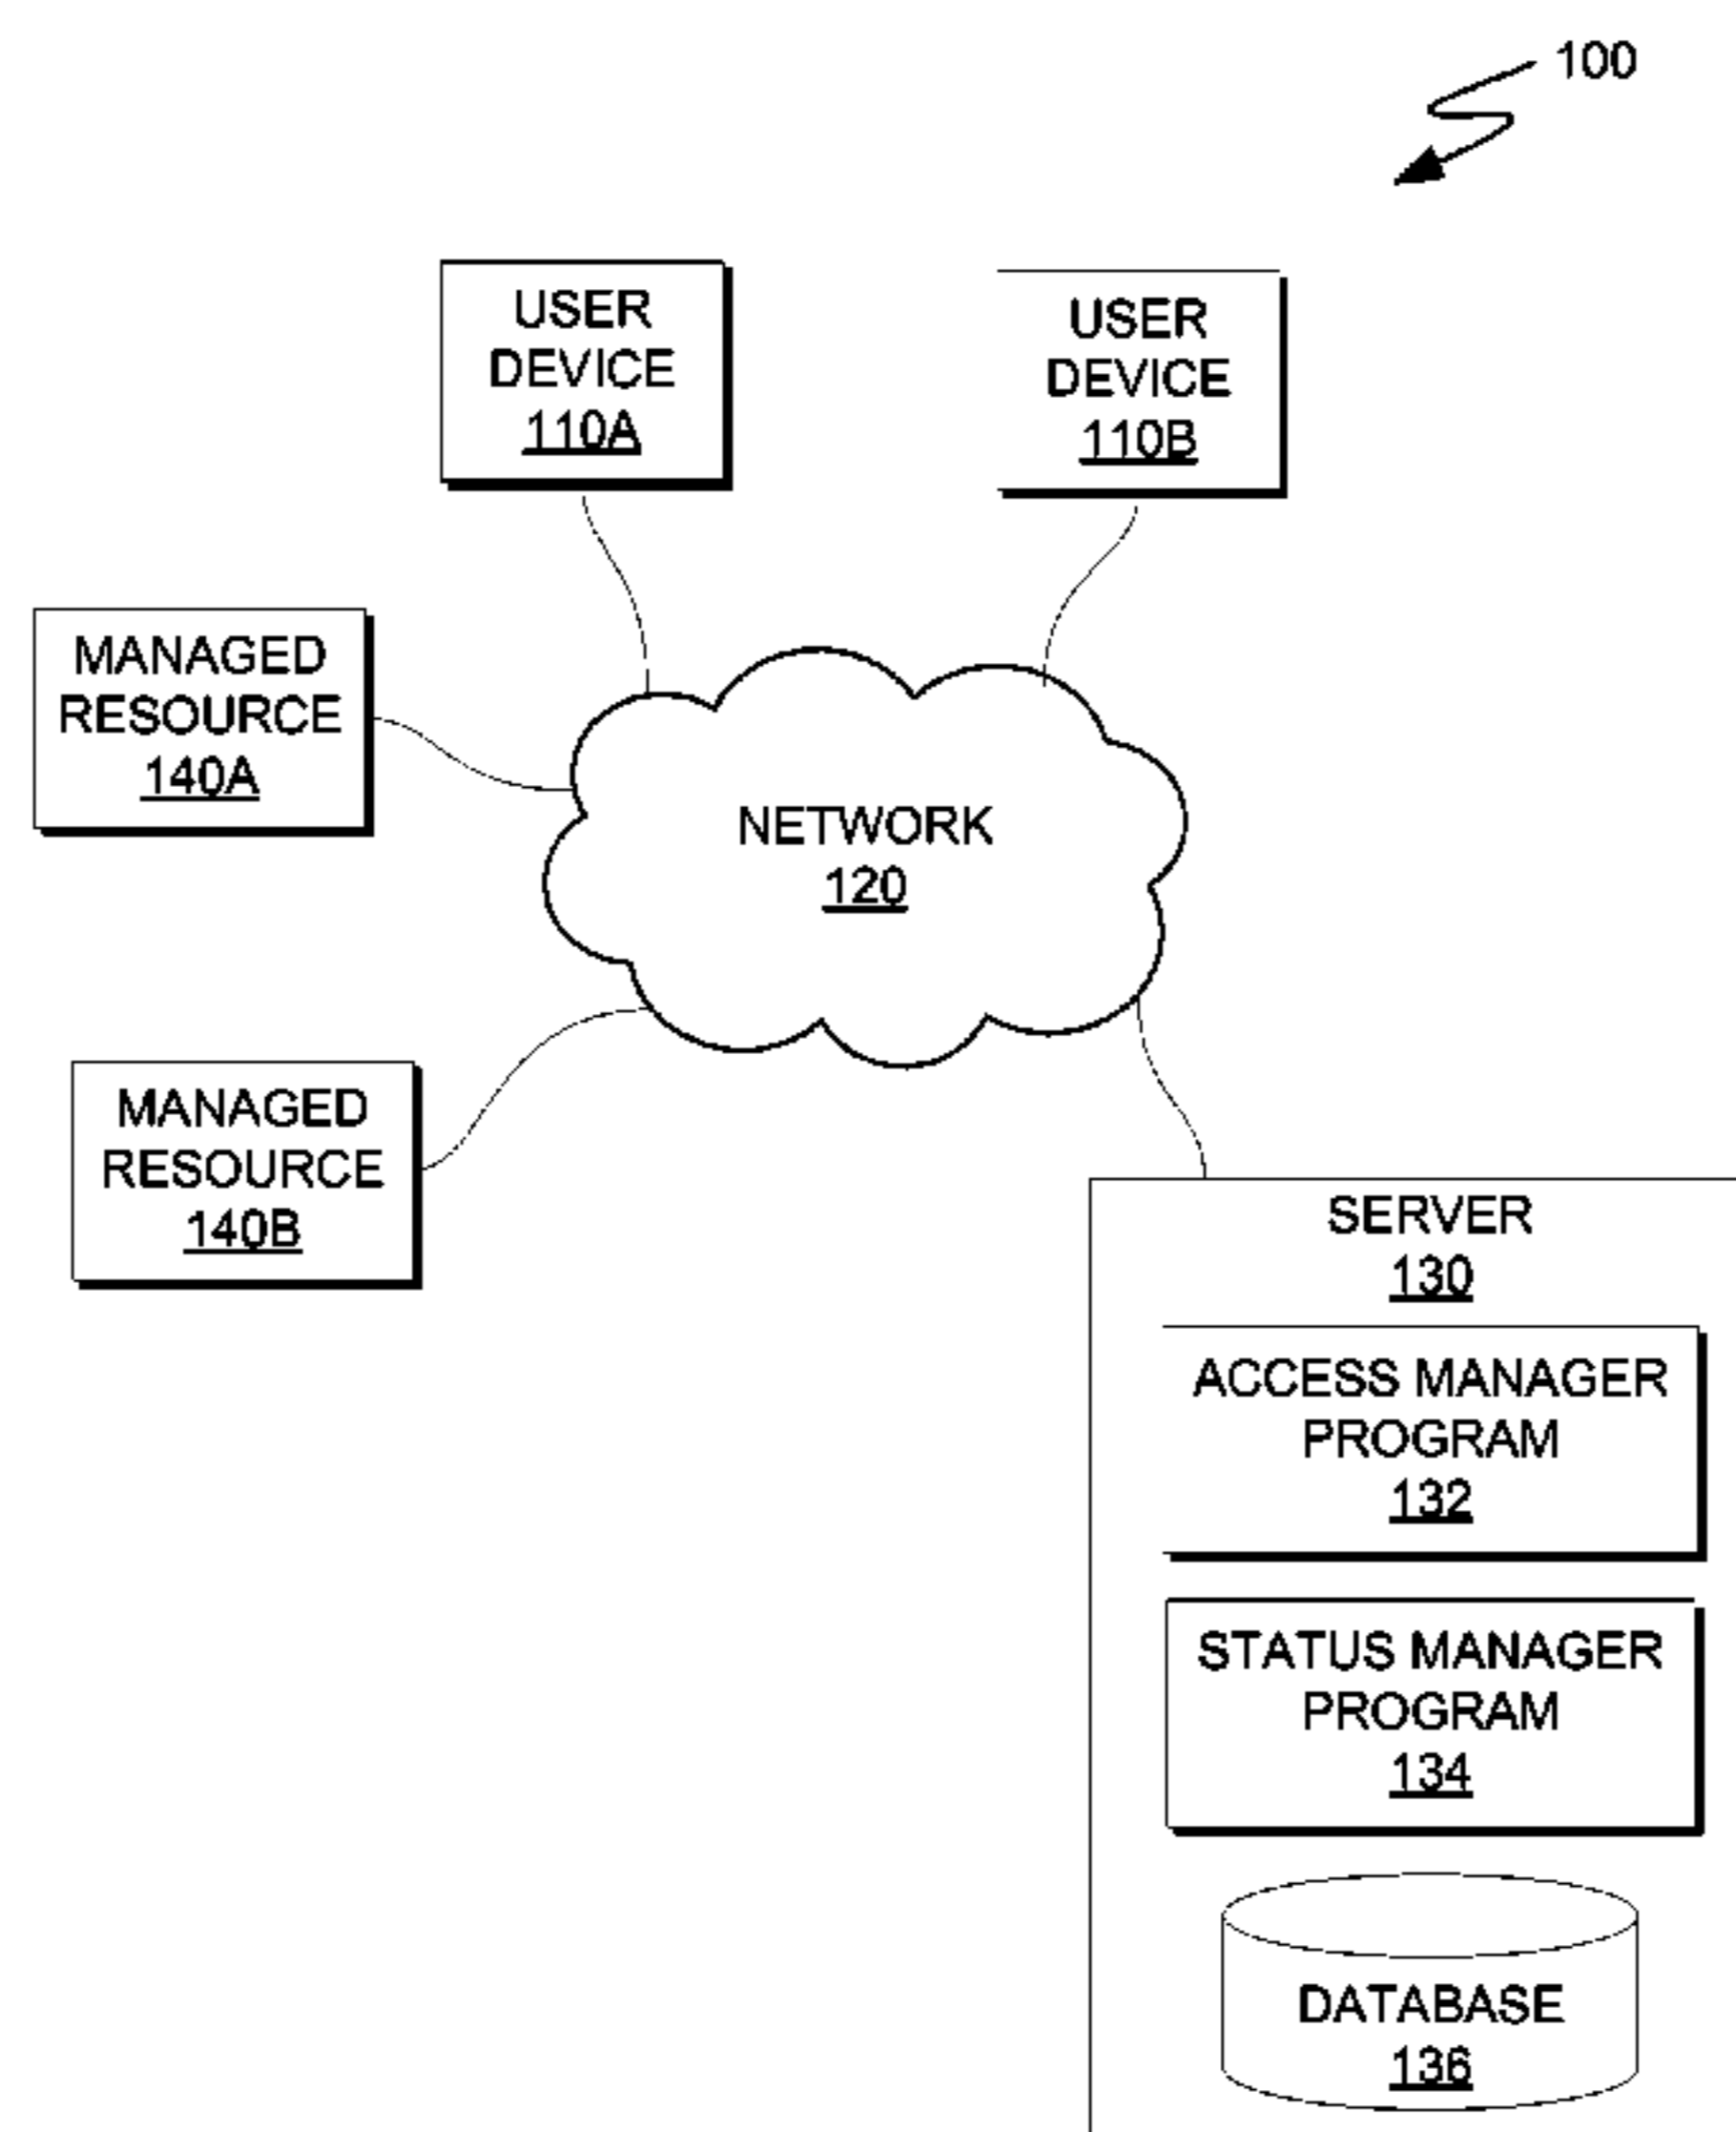 100
USER
DEVICE
110A
USER
DEVICE
110B
MANAGED
RESOURCE
140A
NETWORK
120
MANAGED
RESOURCE
140B
SERVER
130
ACCESS MANAGER
PROGRAM
132
STATUS MANAGER
PROGRAM
134
DATABASE
136